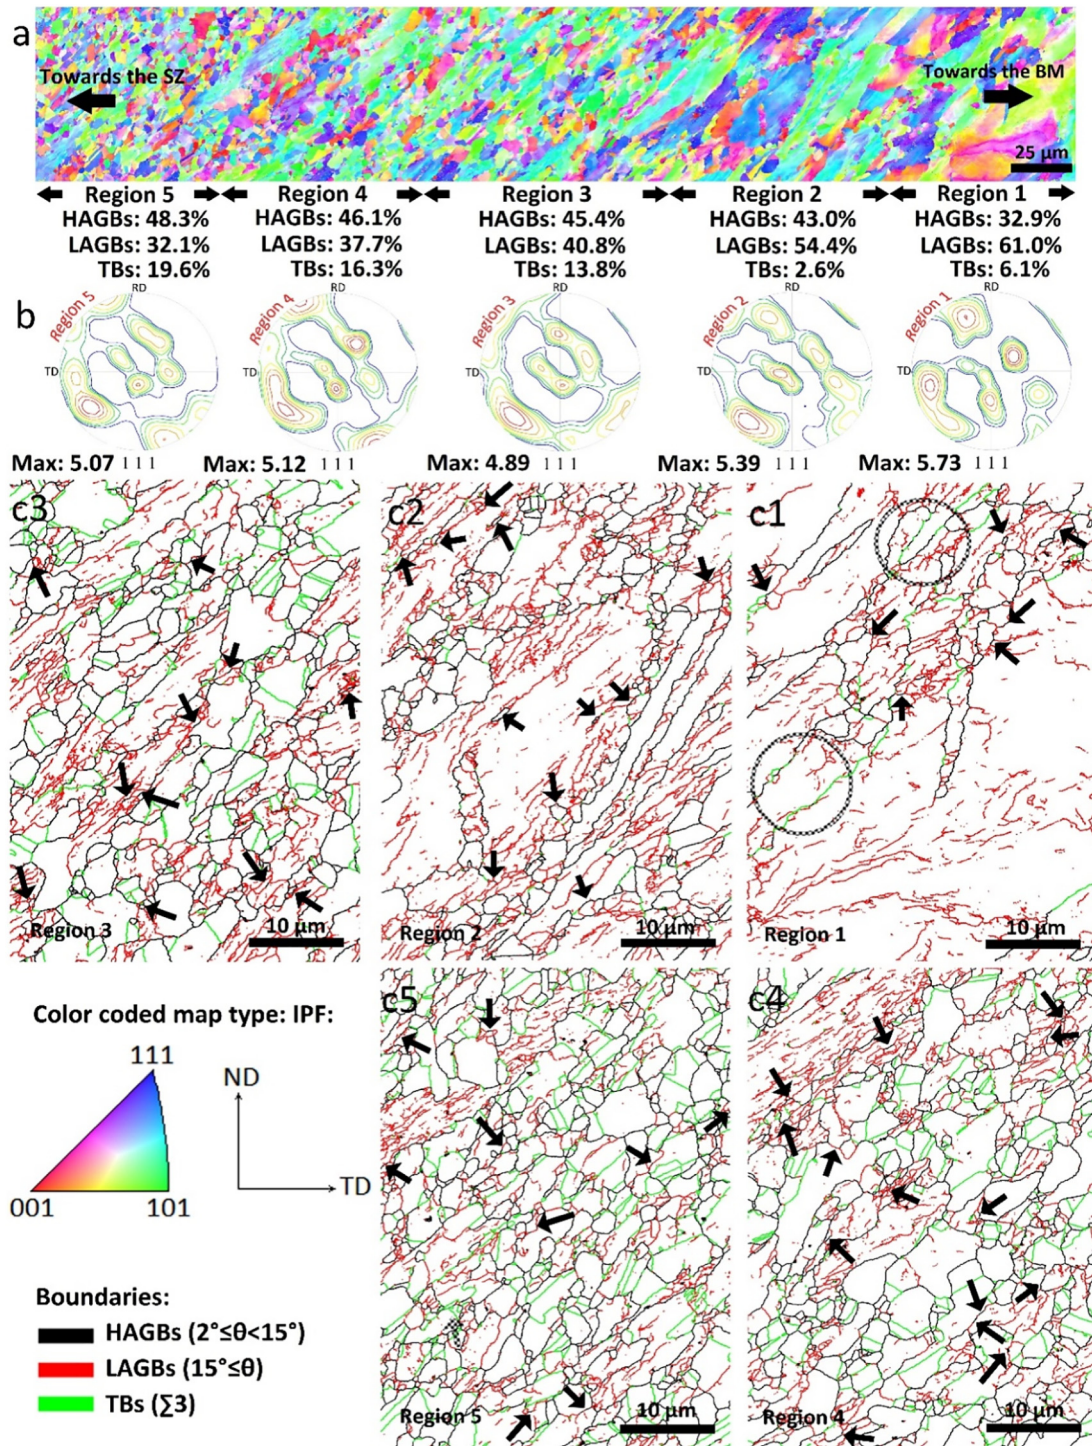 a
Towards the SZ
Towards the BM
25 µm
Region 5
HAGBs: 48.3%
LAGBs: 32.1%
TBs: 19.6%
Region 4
HAGBs: 46.1%
LAGBs: 37.7%
TBs: 16.3%
Region 3
HAGBs: 45.4%
LAGBs: 40.8%
TBs: 13.8%
Region 2
HAGBs: 43.0%
LAGBs: 54.4%
TBs: 2.6%
Region 1
HAGBs: 32.9%
LAGBs: 61.0%
TBs: 6.1%
b
Region 5
RD
TD
Max: 5.07 1 1 1
Region 4
TD
Max: 5.12 1 1 1
Region 3
RD
TD
Max: 4.89 1 1 1
Region 2
RD
TD
Max: 5.39 1 1 1
Region 1
RD
TD
Max: 5.73 1 1 1
c3
Region 3
10 µm
c2
Region 2
10 µm
c1
Region 1
10 µm
Color coded map type: IPF:
111
001
101
ND
TD
Boundaries:
HAGBs (2°≤θ<15°)
LAGBs (15°≤θ)
TBs (∑3)
c5
Region 5
10 µm
c4
Region 4
10 µm